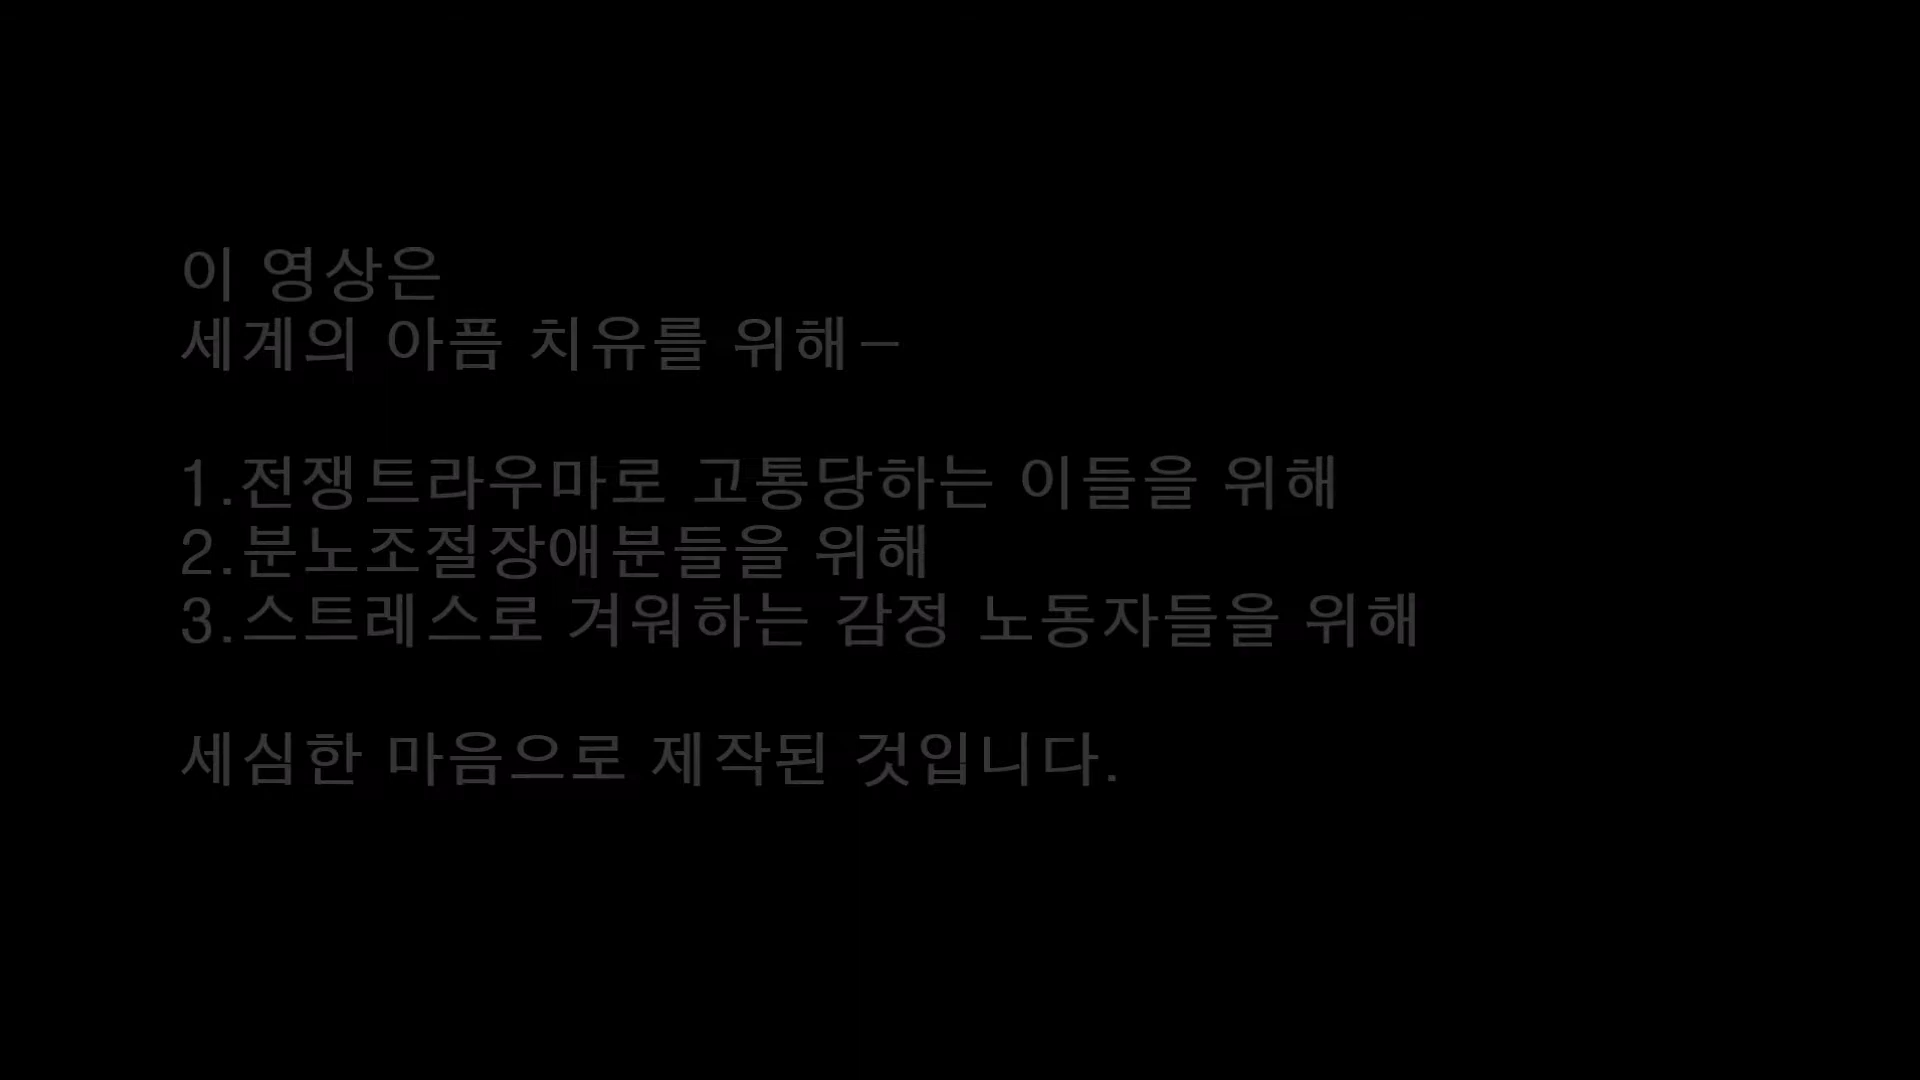 이 영상은
세계의 아픔 치유를 위해–
1.전쟁트라우마로 고통당하는 이들을 위해
2.분노조절장애분들을 위해
3.스트레스로 겨워하는 감정 노동자들을 위해
세심한 마음으로 제작된 것입니다.